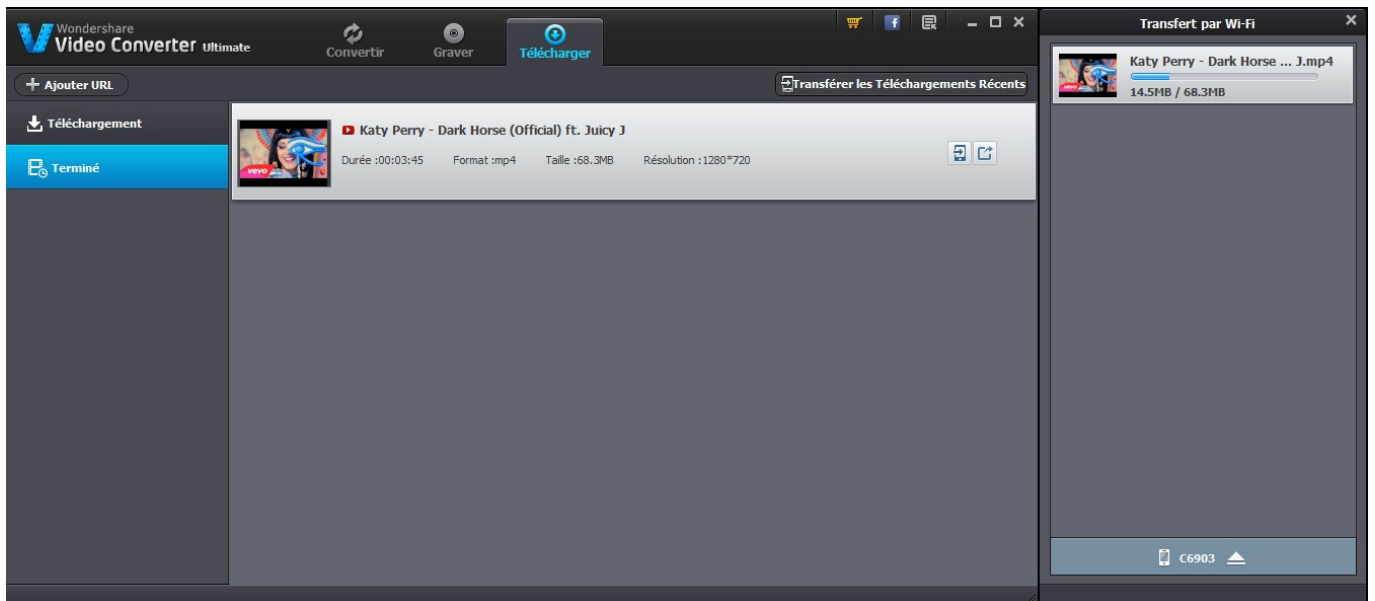 Wondershare
Video Converter Ultimate
Convertir
Graver
Télécharger
Transfert par Wi-Fi
Ajouter URL
Transférer les Téléchargements Récents
Téléchargement
Terminé
vevo
Katy Perry - Dark Horse (Official) ft. Juicy J
Durée :00:03:45 Format :mp4 Taille :68.3MB Résolution :1280*720
Katy Perry - Dark Horse ... J.mp4
14.5MB / 68.3MB
C6903